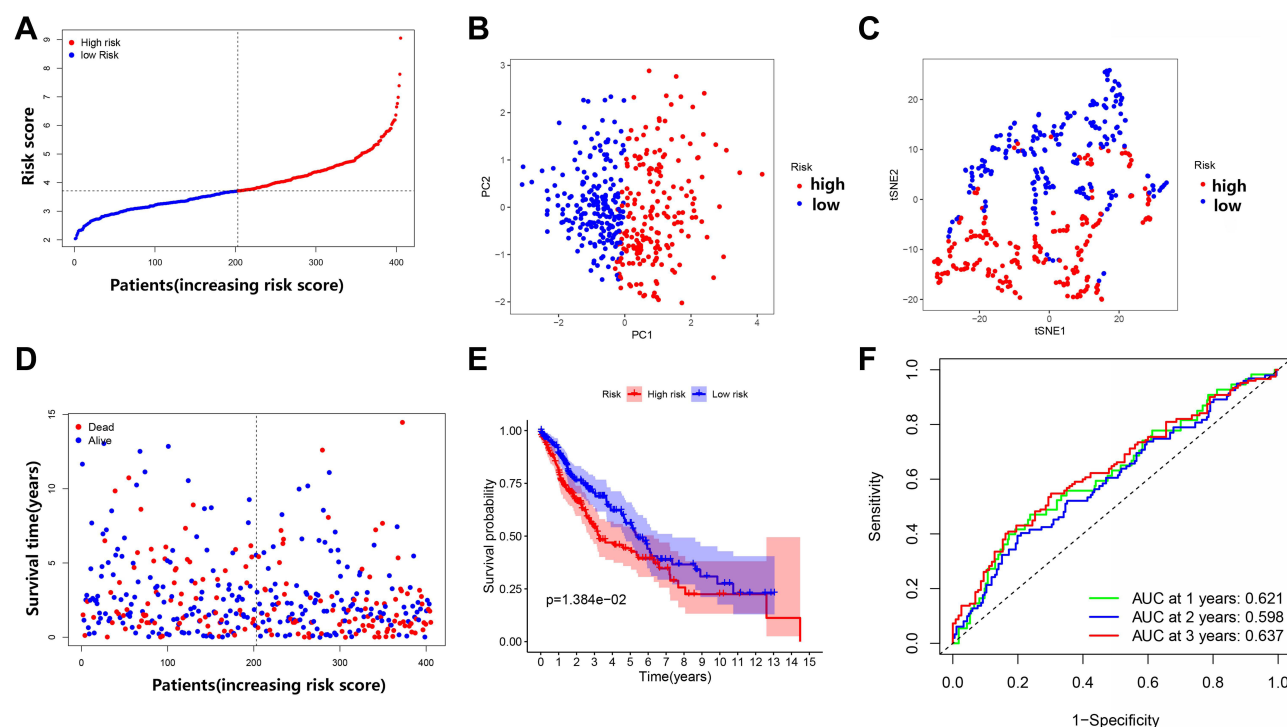 A
High risk
low Risk
Risk score
9
8
7
6
5
4
3
2
0
100
200
300
400
Patients(increasing risk score)
B
PC2
3
2
1
0
−1
−2
−2
0
2
4
PC1
Risk
high
low
C
tSNE2
20
10
0
−10
−20
−20
0
20
tSNE1
Risk
high
low
D
Dead
Alive
Survival time(years)
15
10
5
0
0
100
200
300
400
Patients(increasing risk score)
E
Risk High risk Low risk
Survival probability
1.00
0.75
0.50
0.25
0.00
p=1.384e−02
0 1 2 3 4 5 6 7 8 9 10 11 12 13 14 15
Time(years)
F
Sensitivity
1.0
0.8
0.6
0.4
0.2
0.0
AUC at 1 years: 0.621
AUC at 2 years: 0.598
AUC at 3 years: 0.637
0.0 0.2 0.4 0.6 0.8 1.0
1−Specificity